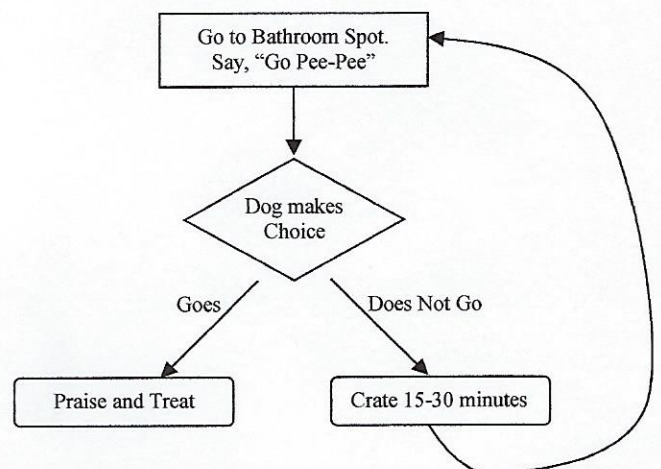 Go to Bathroom Spot.
Say, “Go Pee-Pee”
Dog makes
Choice
Goes
Does Not Go
Praise and Treat
Crate 15-30 minutes